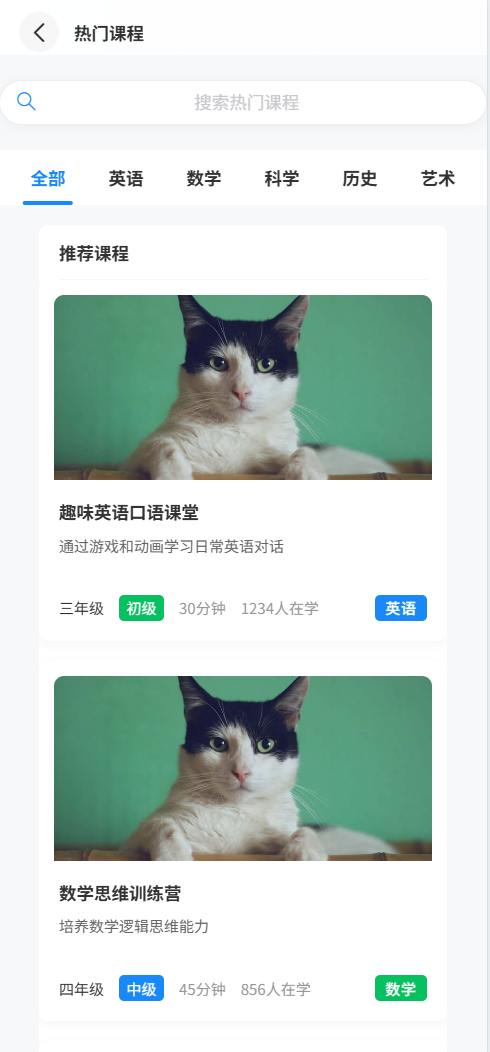 热门课程
搜索热门课程
全部 英语 数学 科学 历史 艺术
推荐课程
趣味英语口语课堂
通过游戏和动画学习日常英语对话
三年级 初级 30分钟 1234人在学 英语
数学思维训练营
培养数学逻辑思维能力
四年级 中级 45分钟 856人在学 数学